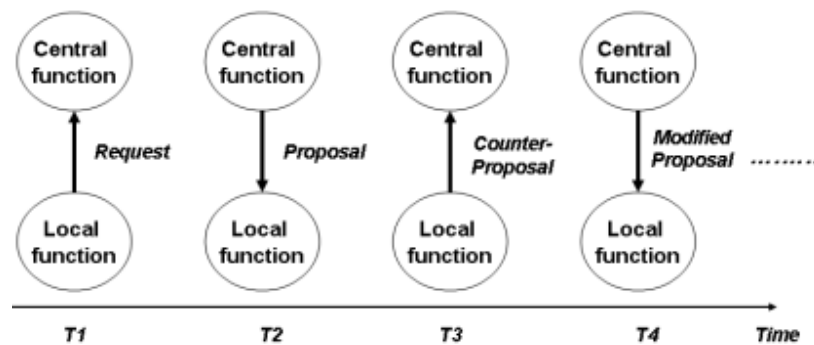 Central
function
Central
function
Central
function
Central
function
Request
Proposal
Counter-
Proposal
Modified
Proposal ........
Local
function
Local
function
Local
function
Local
function
T1 T2 T3 T4 Time